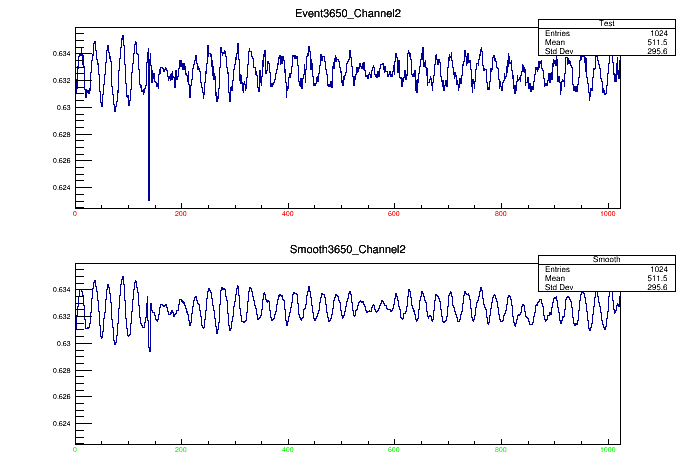 Event3650_Channel2
Test
Entries 1024
Mean 511.5
Std Dev 295.6
0.634
0.632
0.63
0.628
0.626
0.624
0 200 400 600 800 1000
Smooth3650_Channel2
Smooth
Entries 1024
Mean 511.5
Std Dev 295.6
0.634
0.632
0.63
0.628
0.626
0.624
0 200 400 600 800 1000